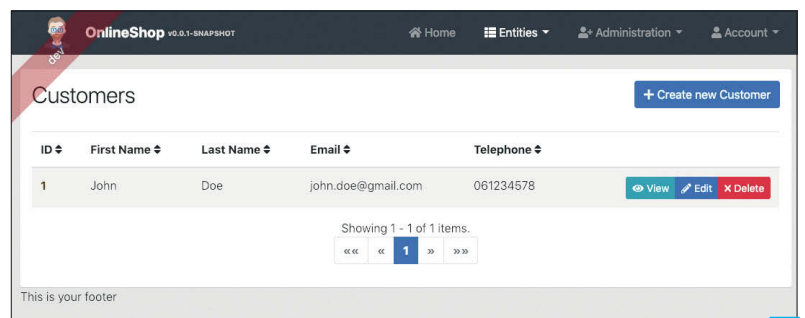 OnlineShop v0.0.1-SNAPSHOT Home Entities Administration Account
dev
Customers + Create new Customer
ID First Name Last Name Email Telephone
1 John Doe john.doe@gmail.com 061234578 View Edit × Delete
Showing 1 - 1 of 1 items.
«« « 1 » »»
This is your footer